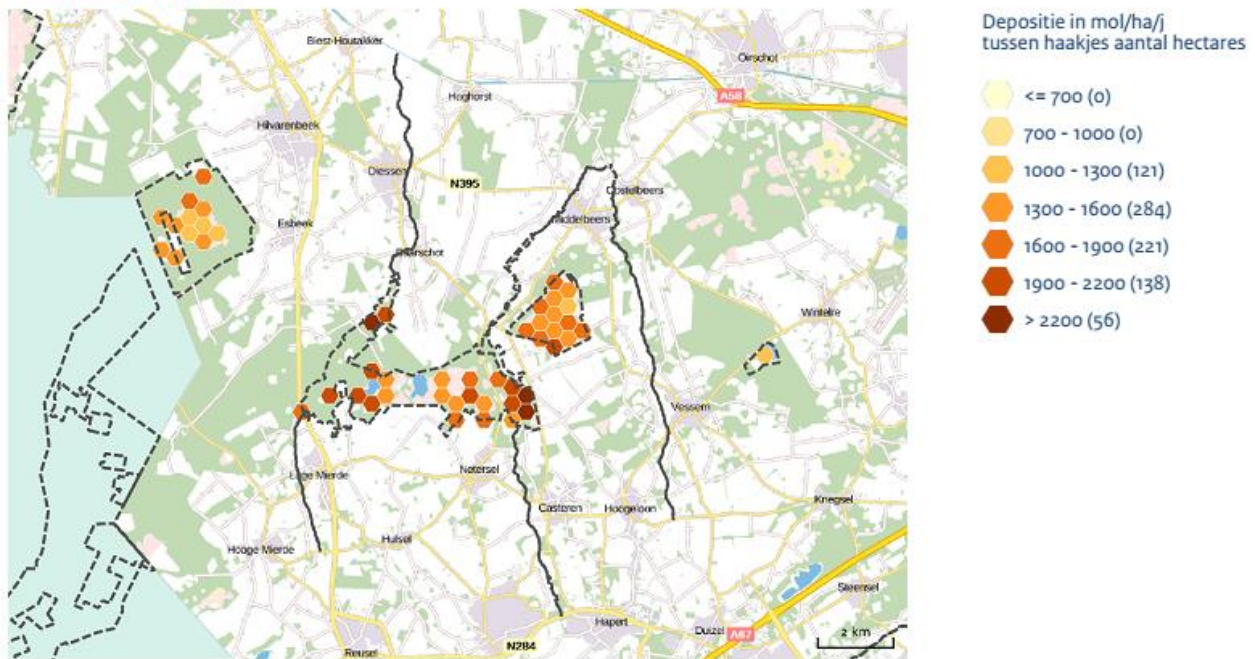 Biest-Houtakker
Oirschot
Haghorst
A58
Hilvarenbeek
Diessen
N395
Oostelbeers
Middelbeers
Esbeek
Baarschot
Wintelre
Vessem
Lage Mierde
Netersel
Casteren
Hoogeloon
Knegsel
Hooge Mierde
Hulsel
Steensel
Hapert
Duizel
A67
2 km
N284
Reusel
Depositie in mol/ha/j
tussen haakjes aantal hectares
<= 700 (0)
700 - 1000 (0)
1000 - 1300 (121)
1300 - 1600 (284)
1600 - 1900 (221)
1900 - 2200 (138)
> 2200 (56)